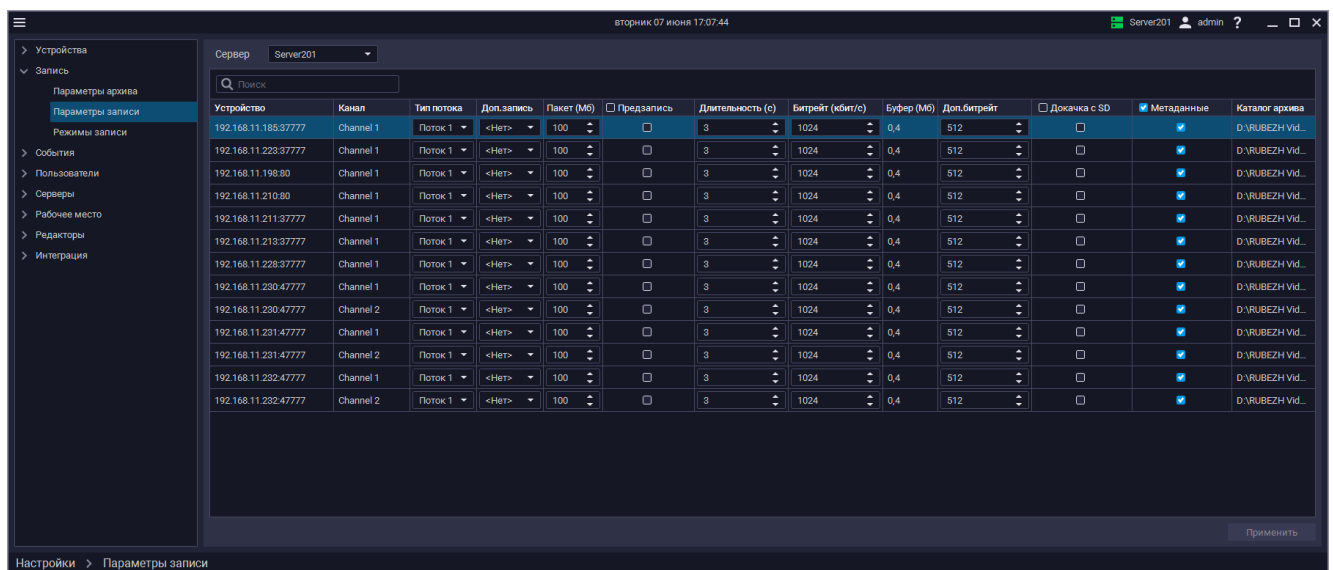 вторник 07 июня 17:07:44 Server201 admin ?
Устройства
Запись
Параметры архива
Параметры записи
Режимы записи
События
Пользователи
Серверы
Рабочее место
Редакторы
Интеграция
Сервер Server201
Поиск
Устройство Канал Тип потока Доп.запись Пакет (Мб) Предзапись Длительность (с) Битрейт (кбит/с) Буфер (Мб) Доп.битрейт Докачка с SD Метаданные Каталог архива
192.168.11.185:37777 Channel 1 Поток 1 <Нет> 100 3 1024 0,4 512 D:\RUBEZH Vid...
192.168.11.223:37777 Channel 1 Поток 1 <Нет> 100 3 1024 0,4 512 D:\RUBEZH Vid...
192.168.11.198:80 Channel 1 Поток 1 <Нет> 100 3 1024 0,4 512 D:\RUBEZH Vid...
192.168.11.210:80 Channel 1 Поток 1 <Нет> 100 3 1024 0,4 512 D:\RUBEZH Vid...
192.168.11.211:37777 Channel 1 Поток 1 <Нет> 100 3 1024 0,4 512 D:\RUBEZH Vid...
192.168.11.213:37777 Channel 1 Поток 1 <Нет> 100 3 1024 0,4 512 D:\RUBEZH Vid...
192.168.11.228:37777 Channel 1 Поток 1 <Нет> 100 3 1024 0,4 512 D:\RUBEZH Vid...
192.168.11.230:47777 Channel 1 Поток 1 <Нет> 100 3 1024 0,4 512 D:\RUBEZH Vid...
192.168.11.230:47777 Channel 2 Поток 1 <Нет> 100 3 1024 0,4 512 D:\RUBEZH Vid...
192.168.11.231:47777 Channel 1 Поток 1 <Нет> 100 3 1024 0,4 512 D:\RUBEZH Vid...
192.168.11.231:47777 Channel 2 Поток 1 <Нет> 100 3 1024 0,4 512 D:\RUBEZH Vid...
192.168.11.232:47777 Channel 1 Поток 1 <Нет> 100 3 1024 0,4 512 D:\RUBEZH Vid...
192.168.11.232:47777 Channel 2 Поток 1 <Нет> 100 3 1024 0,4 512 D:\RUBEZH Vid...
Применить
Настройки > Параметры записи